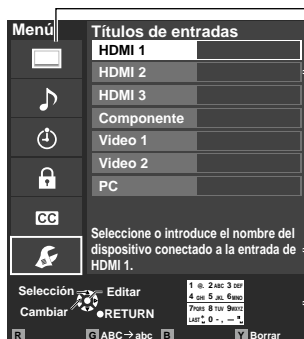 Menú
Títulos de entradas
HDMI 1
HDMI 2
HDMI 3
Componente
Video 1
Video 2
PC
CC
Seleccione o introduce el nombre del
dispositivo conectado a la entrada de
HDMI 1.
Selección
Editar
Cambiar
RETURN
1 @. 2 ABC 3 DEF
4 GHI 5 JKL 6 MNO
7 PQRS 8 TUV 9 WXYZ
LAST 0 - ,
R
G ABC→abc
B
Y Borrar